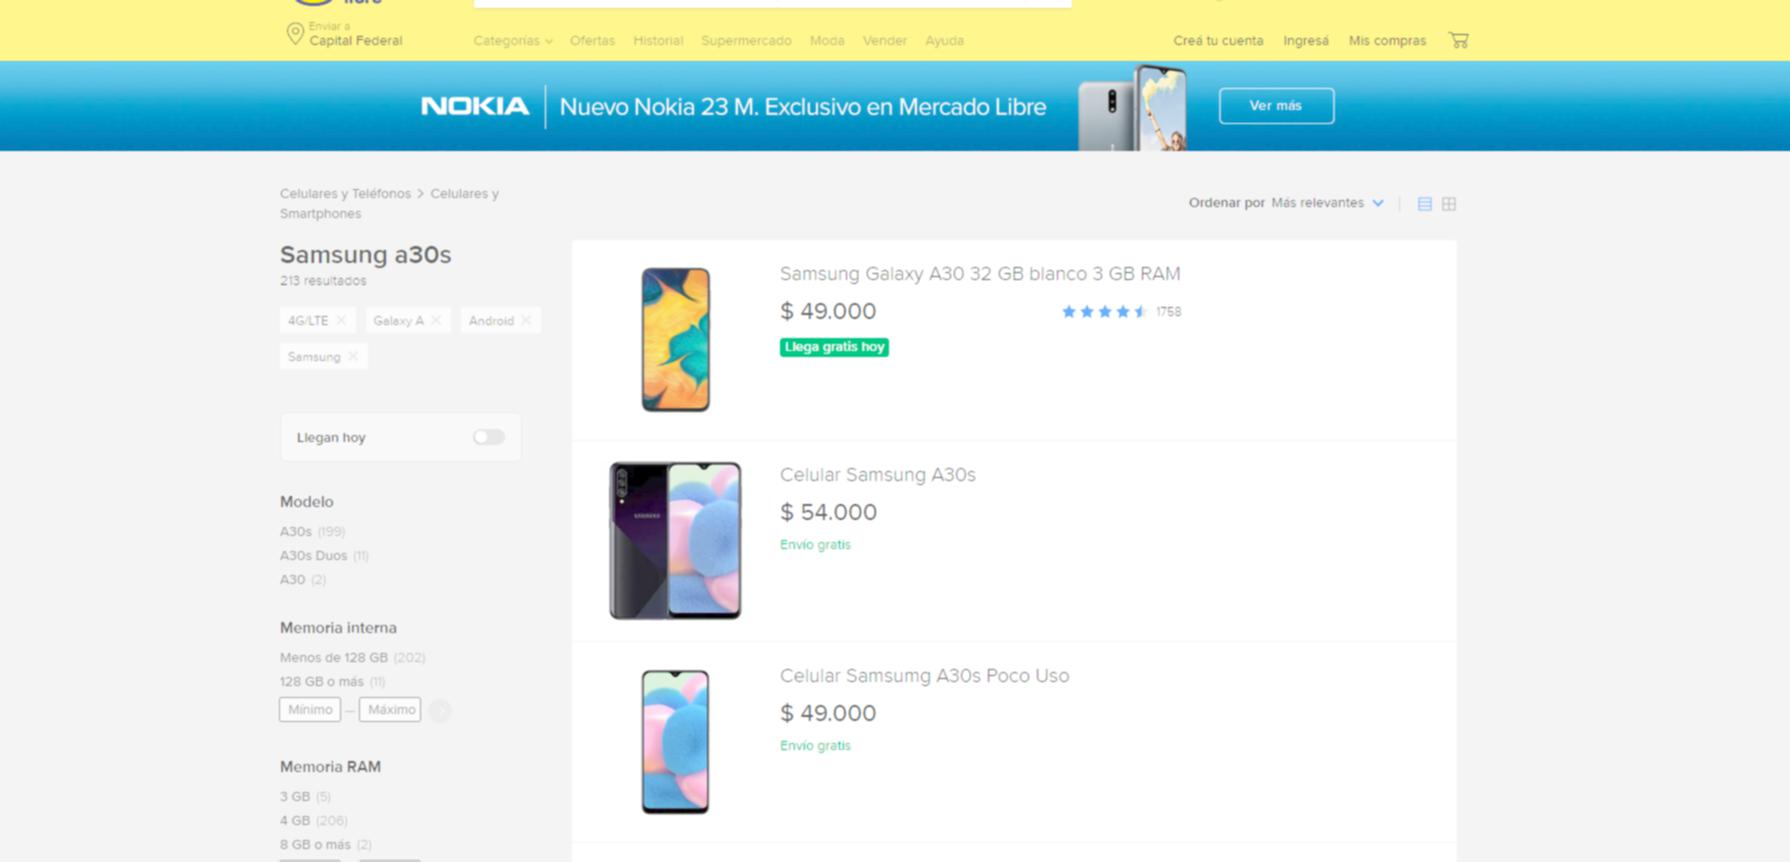 libre
Enviar a
Capital Federal
Categorías Ofertas Historial Supermercado Moda Vender Ayuda
Creá tu cuenta Ingresá Mis compras
NOKIA Nuevo Nokia 23 M. Exclusivo en Mercado Libre Ver más
Celulares y Teléfonos > Celulares y
Smartphones
Ordenar por Más relevantes
Samsung a30s
213 resultados
4G/LTE Galaxy A Android
Samsung
Llegan hoy
Modelo
A30s (199)
A30s Duos (11)
A30 (2)
Memoria interna
Menos de 128 GB (202)
128 GB o más (11)
Mínimo — Máximo
Memoria RAM
3 GB (5)
4 GB (206)
8 GB o más (2)
Samsung Galaxy A30 32 GB blanco 3 GB RAM
$ 49.000 1758
Llega gratis hoy
SAMSUNG
Celular Samsung A30s
$ 54.000
Envío gratis
Celular Samsumg A30s Poco Uso
$ 49.000
Envío gratis